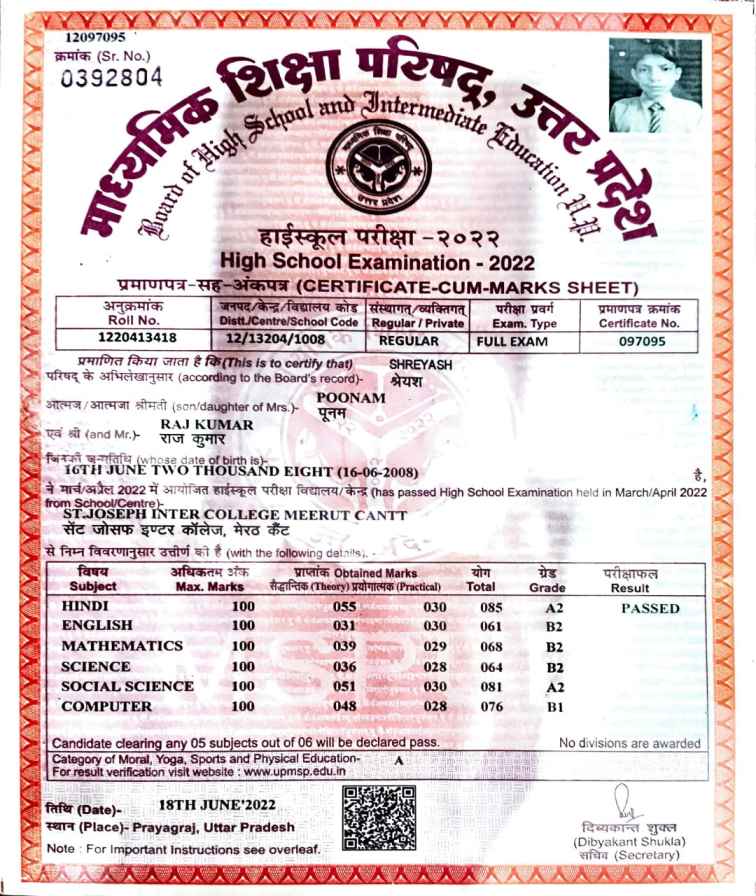 12097095
क्रमांक (Sr. No.)
0392804
माध्यमिक शिक्षा परिषद्, उत्तर प्रदेश
Board of High School and Intermediate Education U.P.
हाईस्कूल परीक्षा -२०२२
High School Examination - 2022
प्रमाणपत्र-सह-अंकपत्र (CERTIFICATE-CUM-MARKS SHEET)
अनुक्रमांक जनपद/केन्द्र/विद्यालय कोड संस्थागत/व्यक्तिगत परीक्षा प्रवर्ग प्रमाणपत्र क्रमांक
Roll No. Distt./Centre/School Code Regular / Private Exam. Type Certificate No.
1220413418 12/13204/1008 REGULAR FULL EXAM 097095
प्रमाणित किया जाता है कि(This is to certify that) SHREYASH
परिषद् के अभिलेखानुसार (according to the Board's record)- श्रेयश
POONAM
आत्मज/आत्मजा श्रीमती (son/daughter of Mrs.)- पूनम
RAJ KUMAR
एवं श्री (and Mr.)- राज कुमार
जिसकी जन्मतिथि (whose date of birth is)-
16TH JUNE TWO THOUSAND EIGHT (16-06-2008) है,
ने मार्च/अप्रैल 2022 में आयोजित हाईस्कूल परीक्षा विद्यालय/केन्द्र (has passed High School Examination held in March/April 2022
from School/Centre)-
ST.JOSEPH INTER COLLEGE MEERUT CANTT
सेंट जोसफ इण्टर कॉलेज, मेरठ कैंट
से निम्न विवरणानुसार उत्तीर्ण की है (with the following details).
विषय अधिकतम अंक प्राप्तांक Obtained Marks योग ग्रेड परीक्षाफल
Subject Max. Marks सैद्धान्तिक (Theory) प्रयोगात्मक (Practical) Total Grade Result
HINDI 100 055 030 085 A2 PASSED
ENGLISH 100 031 030 061 B2
MATHEMATICS 100 039 029 068 B2
SCIENCE 100 036 028 064 B2
SOCIAL SCIENCE 100 051 030 081 A2
COMPUTER 100 048 028 076 B1
Candidate clearing any 05 subjects out of 06 will be declared pass. No divisions are awarded
Category of Moral, Yoga, Sports and Physical Education- A
For result verification visit website : www.upmsp.edu.in
तिथि (Date)- 18TH JUNE'2022
स्थान (Place)- Prayagraj, Uttar Pradesh
Note : For Important Instructions see overleaf.
दिब्यकान्त शुक्ल
(Dibyakant Shukla)
सचिव (Secretary)